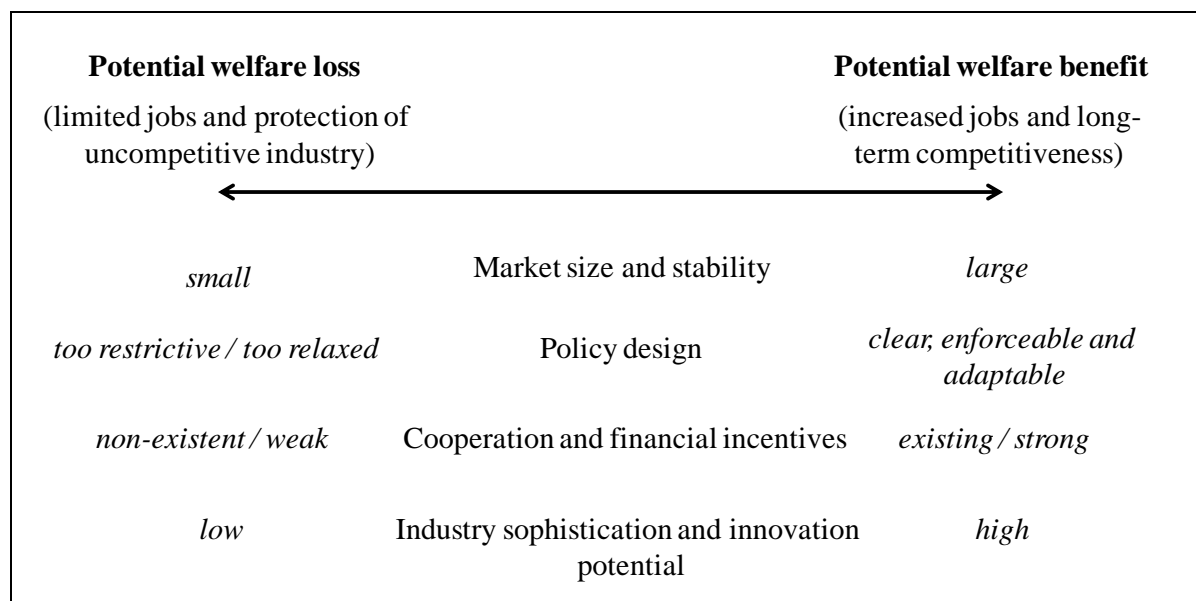 Potential welfare loss
Potential welfare benefit
(limited jobs and protection of
uncompetitive industry)
(increased jobs and long-
term competitiveness)
small
Market size and stability
large
too restrictive / too relaxed
Policy design
clear, enforceable and
adaptable
non-existent / weak
Cooperation and financial incentives
existing / strong
low
Industry sophistication and innovation
potential
high